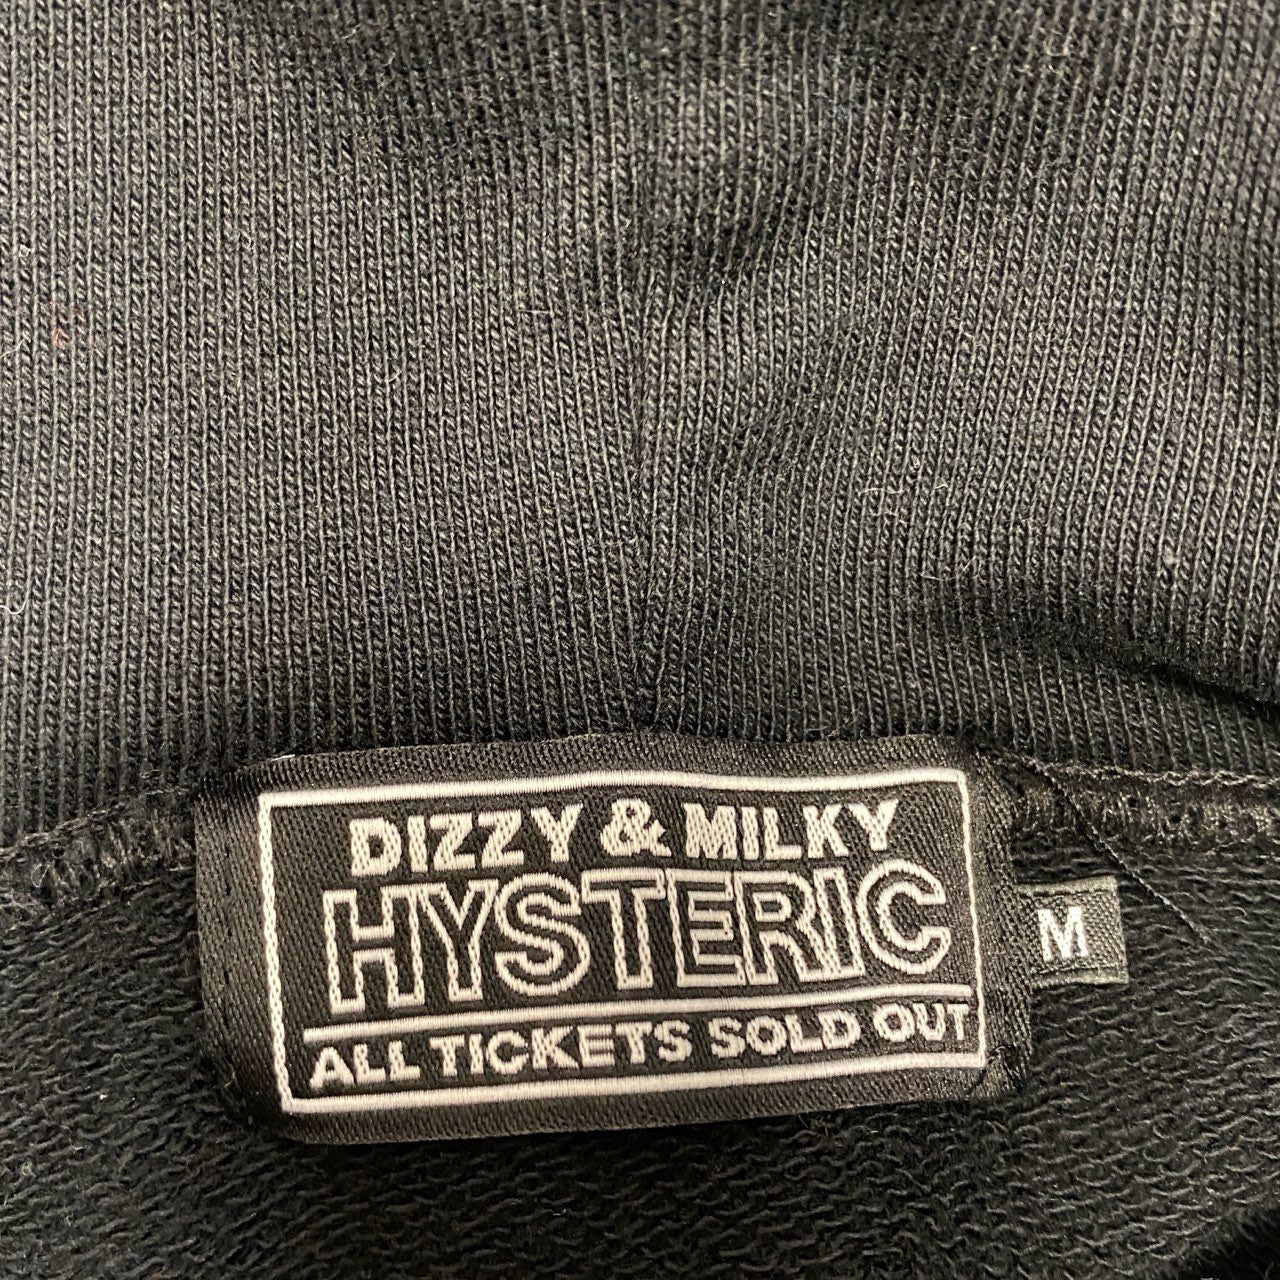 DIZZY & MILKY
HYSTERIC
ALL TICKETS SOLD OUT
M